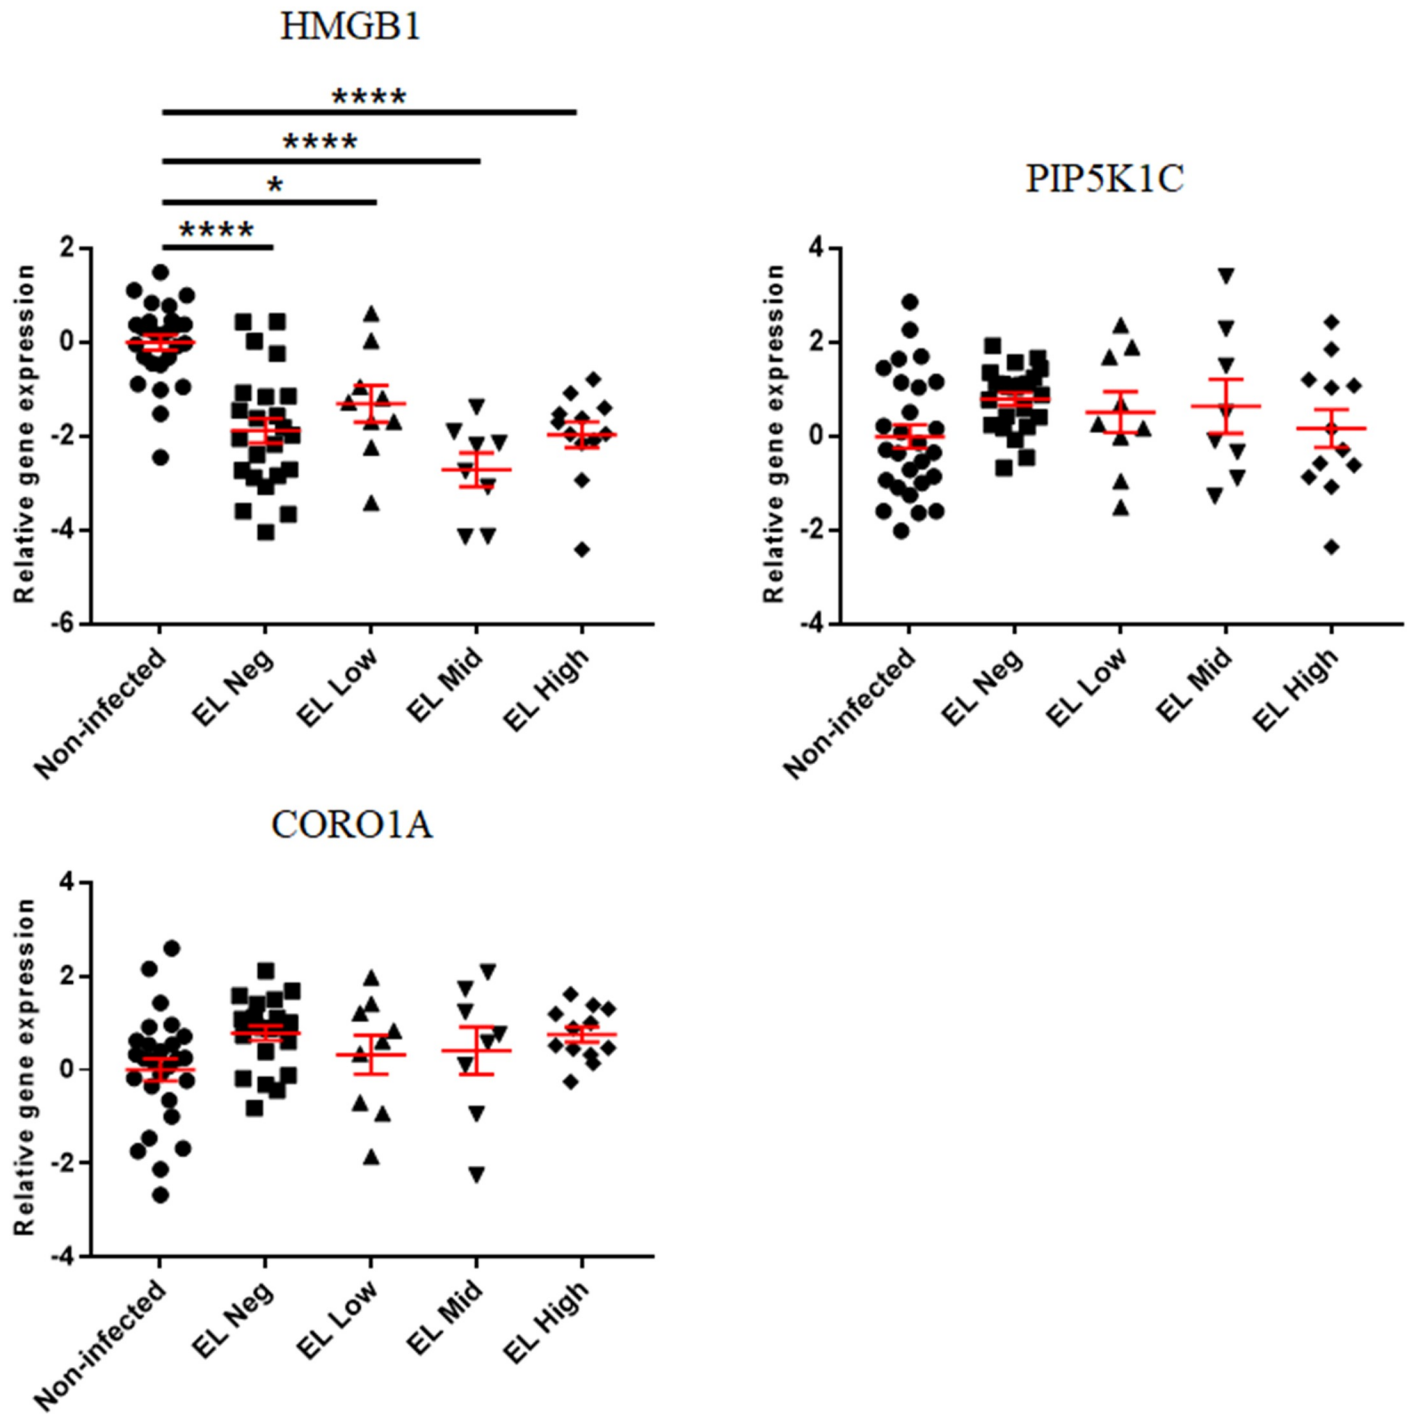 HMGB1
****
****
*
****
2
0
-2
-4
-6
Relative gene expression
Non-infected
EL Neg
EL Low
EL Mid
EL High
PIP5K1C
4
2
0
-2
-4
Relative gene expression
Non-infected
EL Neg
EL Low
EL Mid
EL High
CORO1A
4
2
0
-2
-4
Relative gene expression
Non-infected
EL Neg
EL Low
EL Mid
EL High